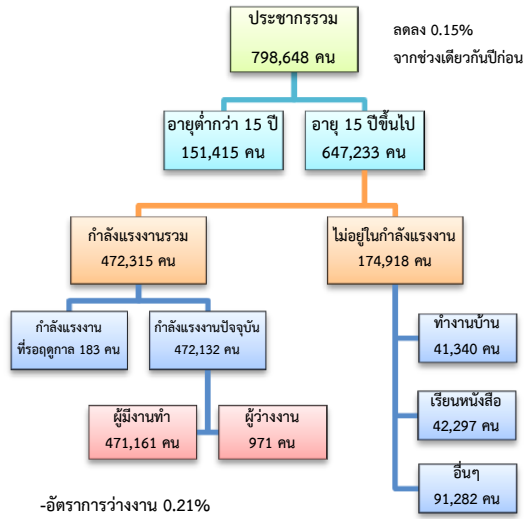 ประชากรรวม
798,648 คน
ลดลง 0.15%
จากช่วงเดียวกันปีก่อน
อายุต่ำกว่า 15 ปี
151,415 คน
อายุ 15 ปีขึ้นไป
647,233 คน
กำลังแรงงานรวม
472,315 คน
ไม่อยู่ในกำลังแรงงาน
174,918 คน
กำลังแรงงาน
ที่รอฤดูกาล 183 คน
กำลังแรงงานปัจจุบัน
472,132 คน
ทำงานบ้าน
41,340 คน
ผู้มีงานทำ
471,161 คน
ผู้ว่างงาน
971 คน
เรียนหนังสือ
42,297 คน
อื่นๆ
91,282 คน
-อัตราการว่างงาน 0.21%